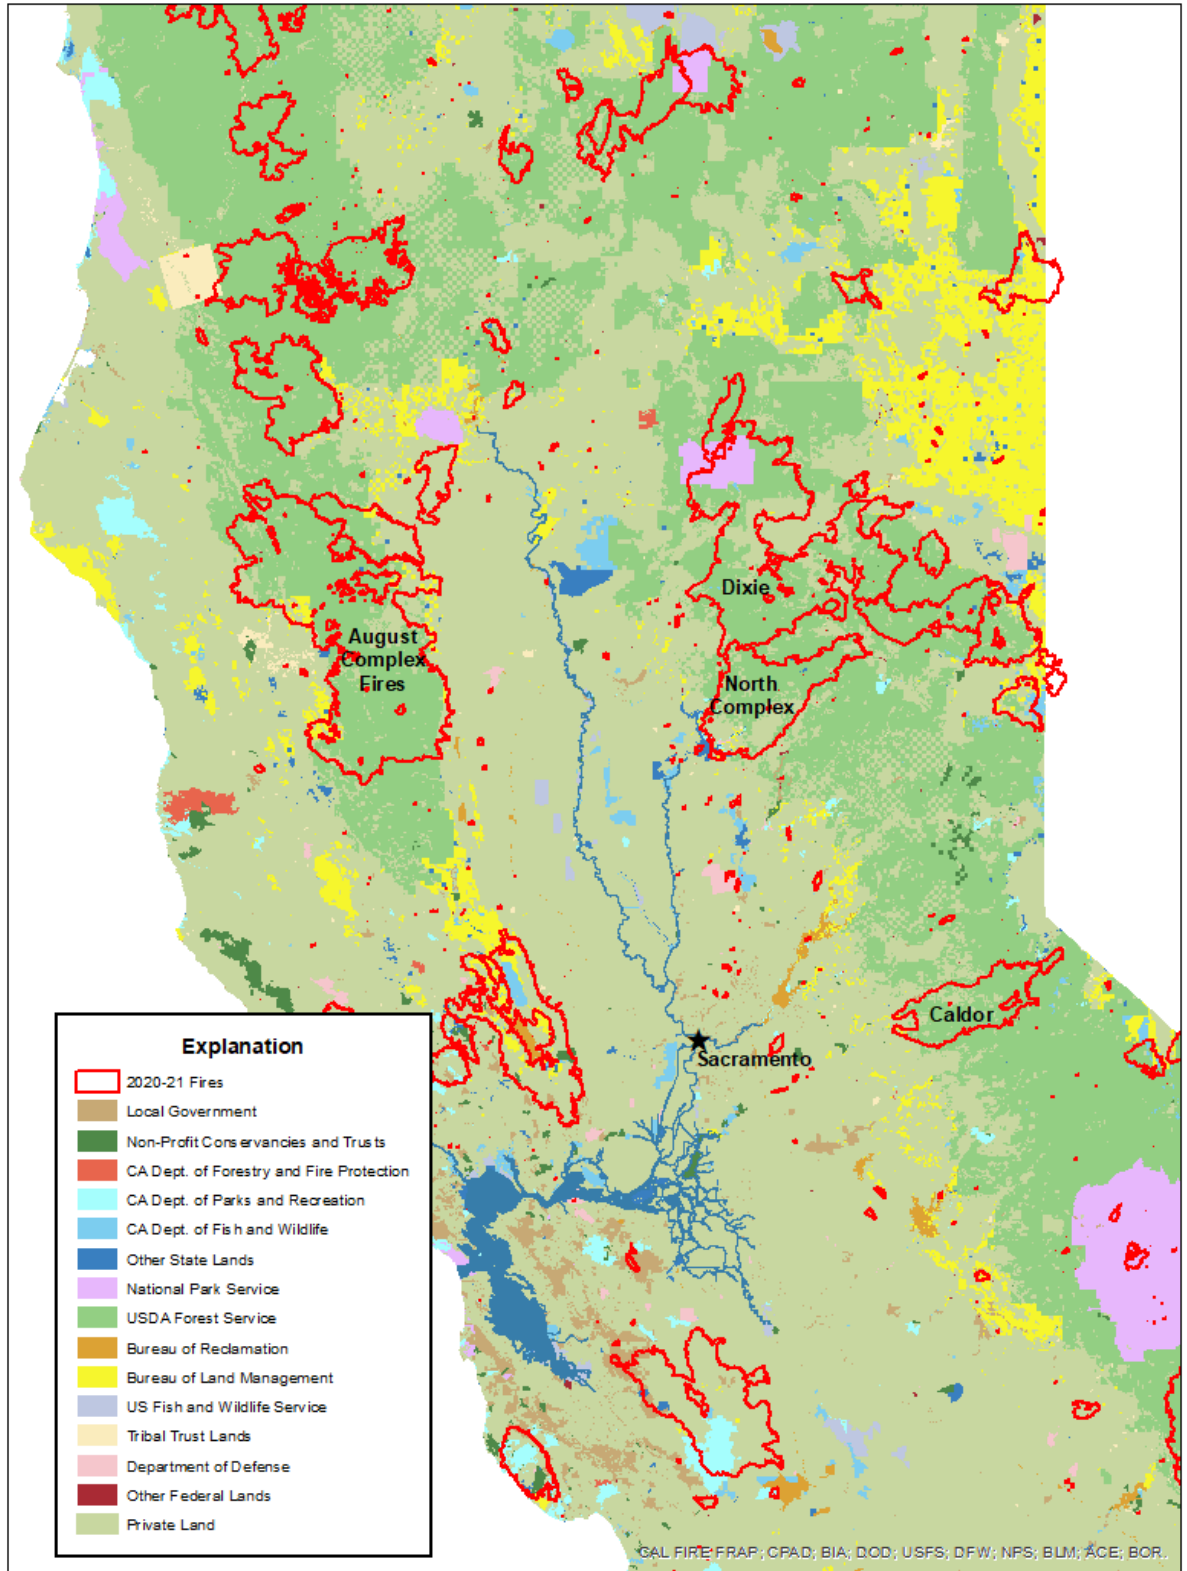 Dixie
August
Complex
Fires
North
Complex
Caldor
Sacramento
Explanation
2020-21 Fires
Local Government
Non-Profit Conservancies and Trusts
CA Dept. of Forestry and Fire Protection
CA Dept. of Parks and Recreation
CA Dept. of Fish and Wildlife
Other State Lands
National Park Service
USDA Forest Service
Bureau of Reclamation
Bureau of Land Management
US Fish and Wildlife Service
Tribal Trust Lands
Department of Defense
Other Federal Lands
Private Land
CAL FIRE FRAP; CPAD; BIA; DOD; USFS; DFW; NPS; BLM; ACE; BOR.